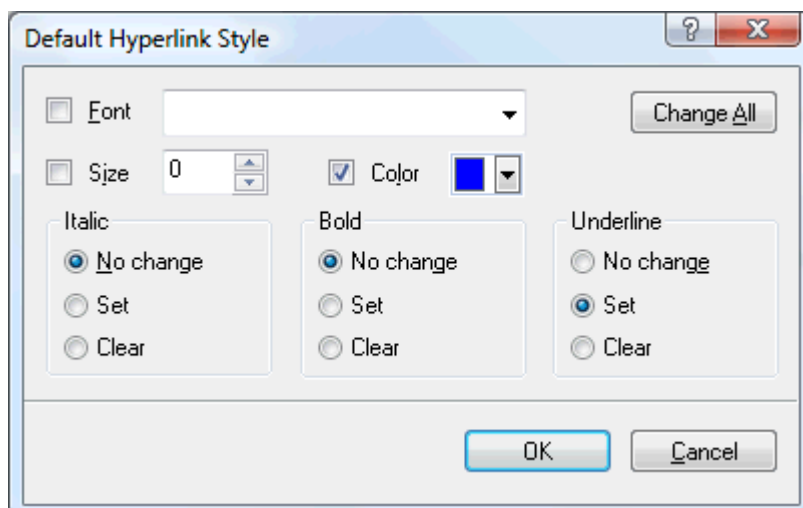 Default Hyperlink Style ?
Font Change All
Size 0 Color
Italic Bold Underline
No change No change No change
Set Set Set
Clear Clear Clear
OK Cancel